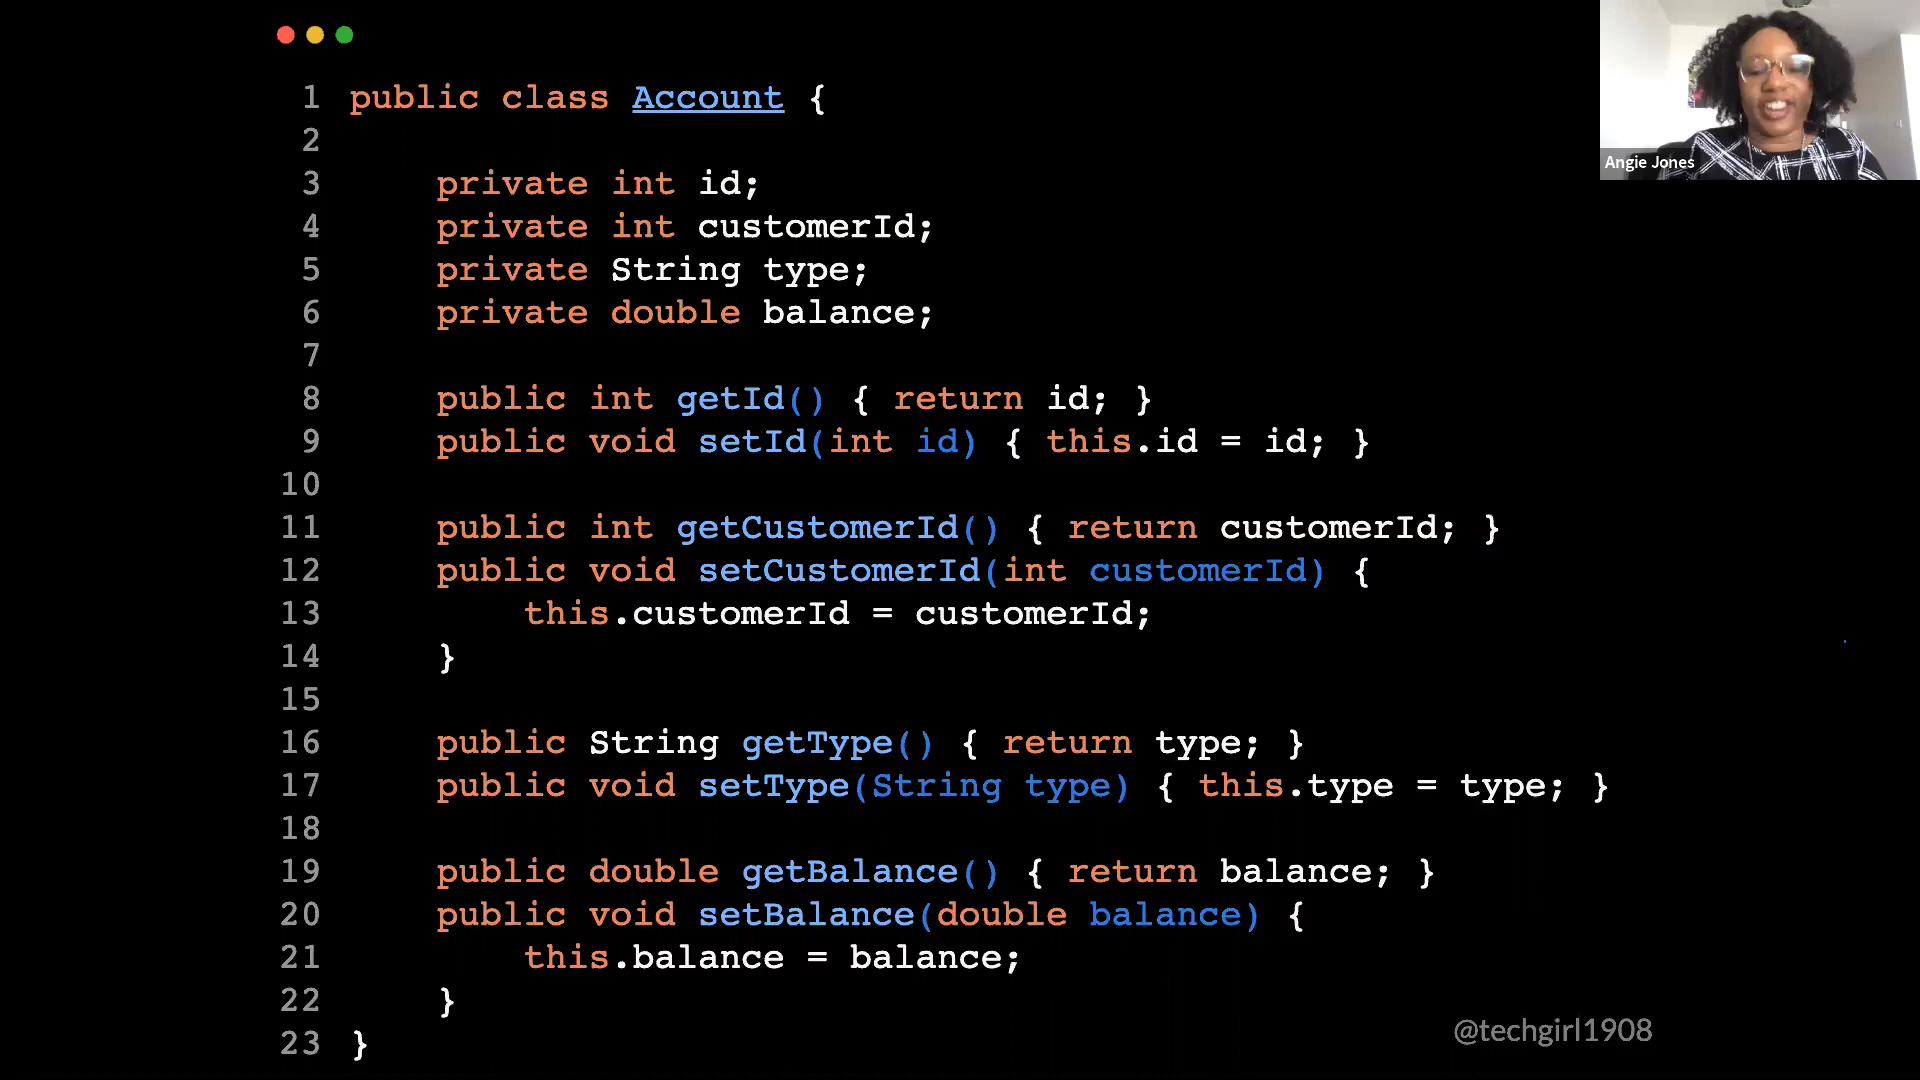 1 public class Account {
2
3     private int id;
4     private int customerId;
5     private String type;
6     private double balance;
7
8     public int getId() { return id; }
9     public void setId(int id) { this.id = id; }
10
11     public int getCustomerId() { return customerId; }
12     public void setCustomerId(int customerId) {
13         this.customerId = customerId;
14     }
15
16     public String getType() { return type; }
17     public void setType(String type) { this.type = type; }
18
19     public double getBalance() { return balance; }
20     public void setBalance(double balance) {
21         this.balance = balance;
22     }
23 }
Angie Jones
@techgirl1908